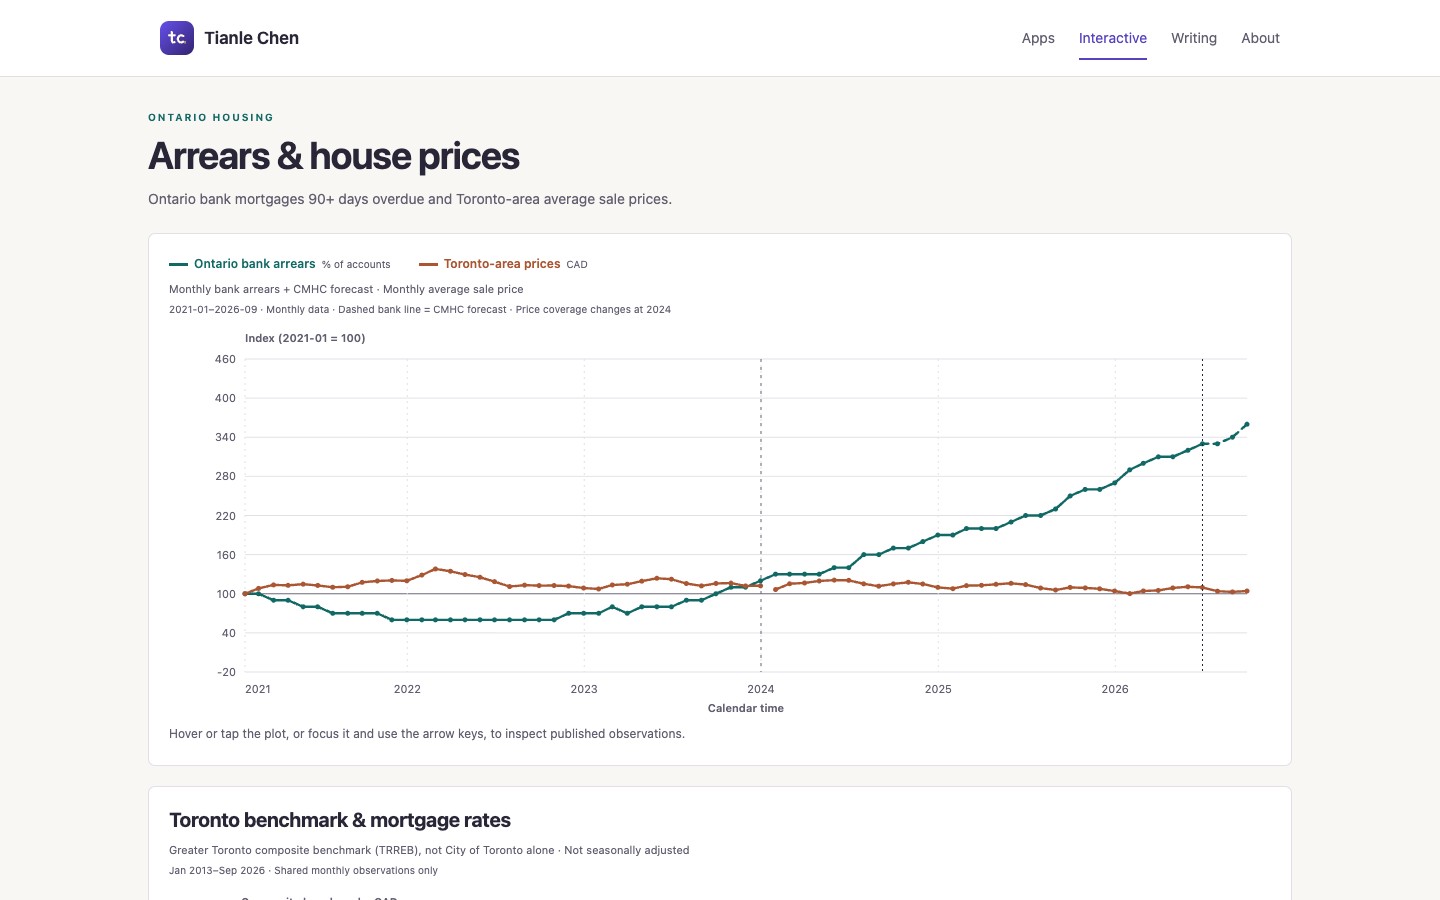 tc Tianle Chen Apps Interactive Writing About
ONTARIO HOUSING
Arrears & house prices
Ontario bank mortgages 90+ days overdue and Toronto-area average sale prices.
Ontario bank arrears % of accounts Toronto-area prices CAD
Monthly bank arrears + CMHC forecast · Monthly average sale price
2021-01–2026-09 · Monthly data · Dashed bank line = CMHC forecast · Price coverage changes at 2024
Index (2021-01 = 100)
460
400
340
280
220
160
100
40
-20
2021 2022 2023 2024 2025 2026
Calendar time
Hover or tap the plot, or focus it and use the arrow keys, to inspect published observations.
Toronto benchmark & mortgage rates
Greater Toronto composite benchmark (TRREB), not City of Toronto alone · Not seasonally adjusted
Jan 2013–Sep 2026 · Shared monthly observations only